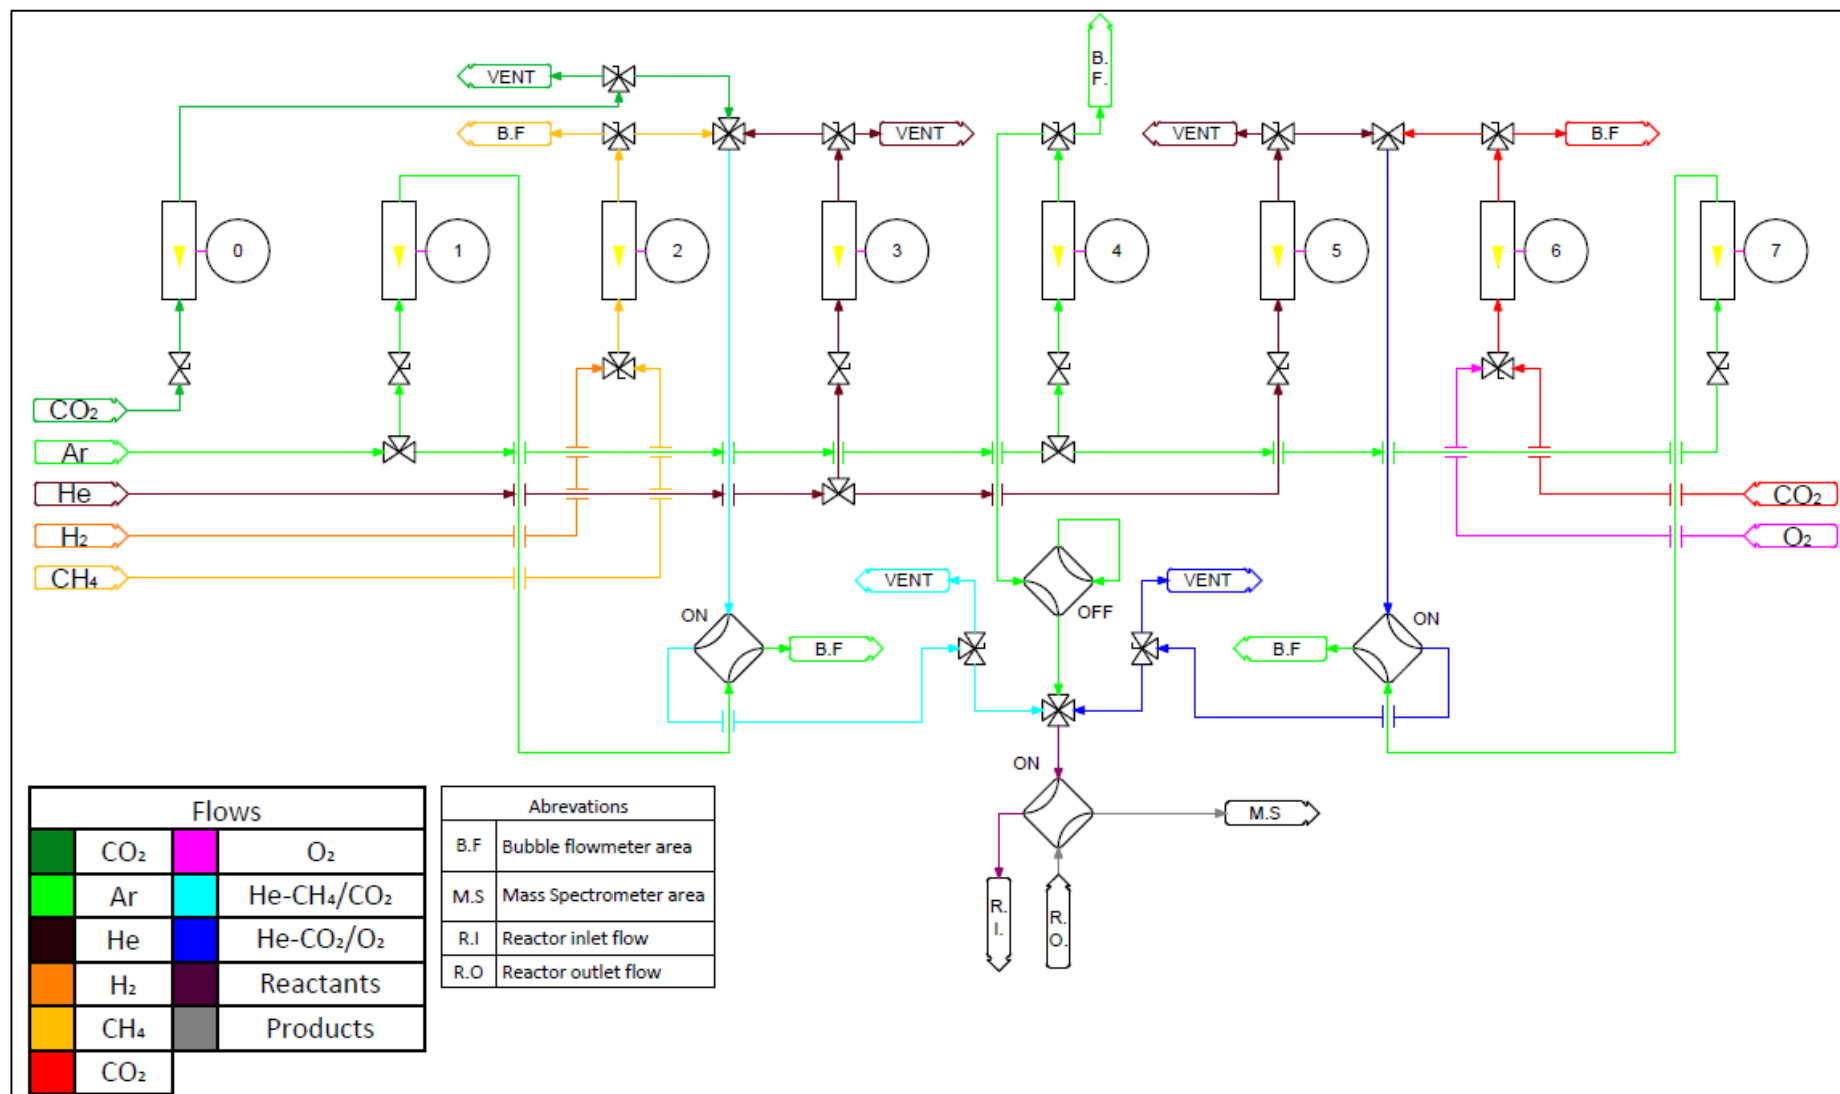 B.
F.
VENT
B.F
VENT
VENT
B.F
0
1
2
3
4
5
6
7
CO₂
Ar
He
H₂
CH₄
CO₂
O₂
VENT
VENT
OFF
ON
ON
B.F
B.F
ON
M.S
R.
I.
R.
O.
Flows
CO₂ O₂
Ar He-CH₄/CO₂
He He-CO₂/O₂
H₂ Reactants
CH₄ Products
CO₂
Abrevations
B.F Bubble flowmeter area
M.S Mass Spectrometer area
R.I Reactor inlet flow
R.O Reactor outlet flow